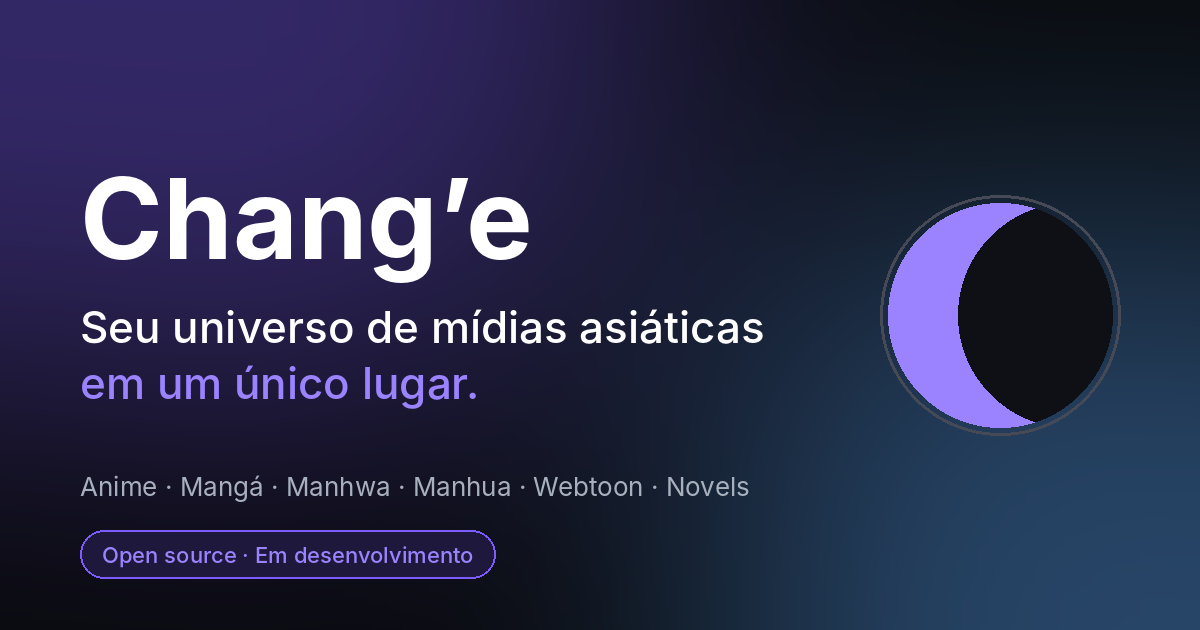 Chang’e
Seu universo de mídias asiáticas
em um único lugar.
Anime · Mangá · Manhwa · Manhua · Webtoon · Novels
Open source · Em desenvolvimento